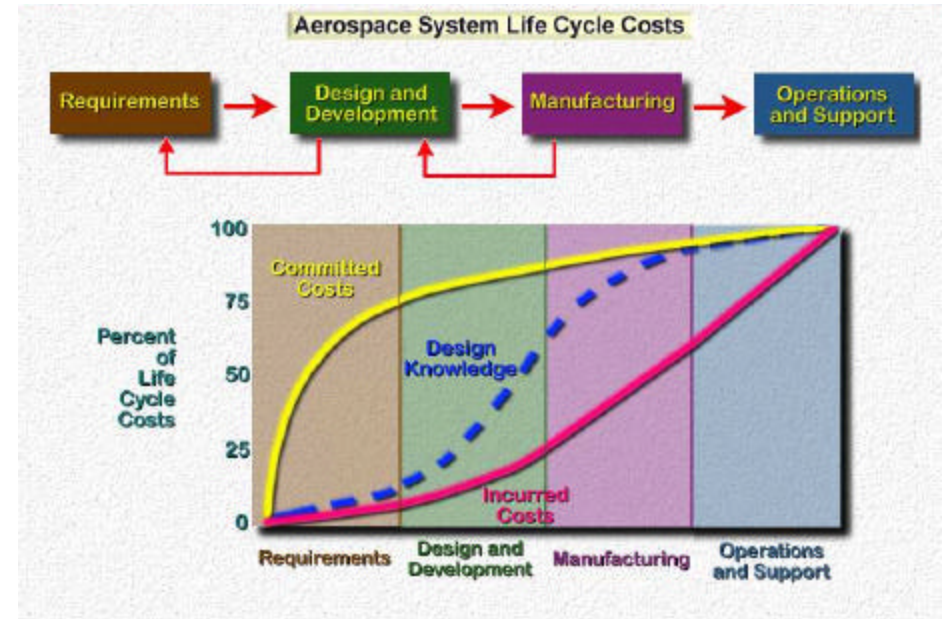 Aerospace System Life Cycle Costs
Requirements
Design and
Development
Manufacturing
Operations
and Support
100
75
50
25
0
Percent
of
Life
Cycle
Costs
Committed
Costs
Design
Knowledge
Incurred
Costs
Requirements
Design and
Development
Manufacturing
Operations
and Support